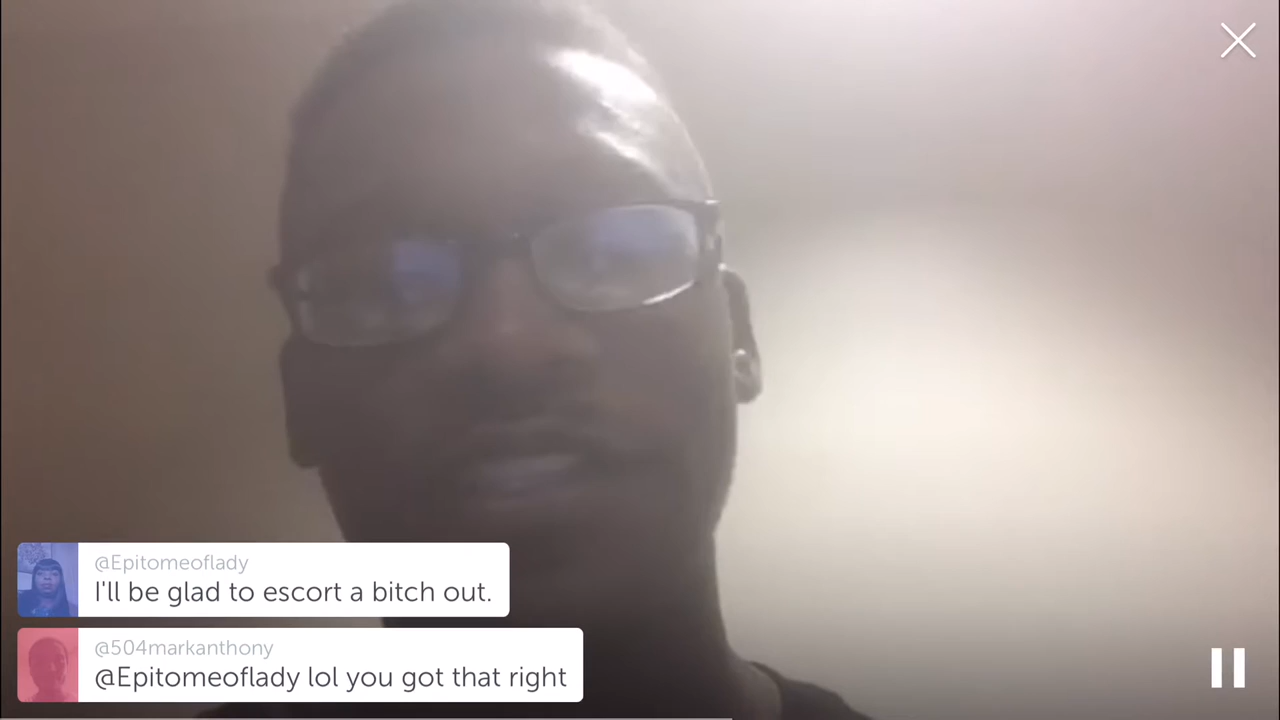 @Epitomeoflady
I'll be glad to escort a bitch out.
@504markanthony
@Epitomeoflady lol you got that right